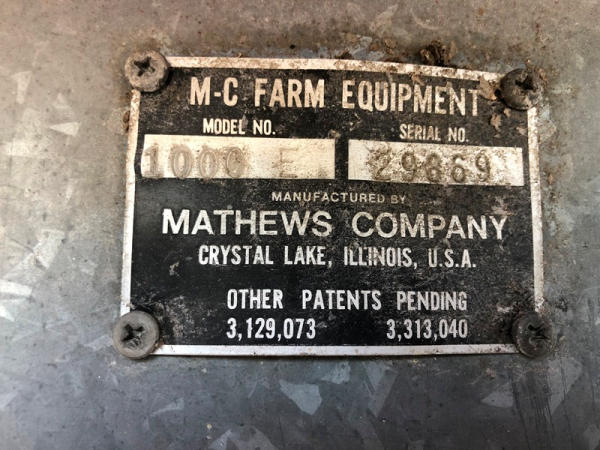 M-C FARM EQUIPMENT
MODEL NO. SERIAL NO.
1000 E 29869
MANUFACTURED BY
MATHEWS COMPANY
CRYSTAL LAKE, ILLINOIS, U.S.A.
OTHER PATENTS PENDING
3,129,073 3,313,040